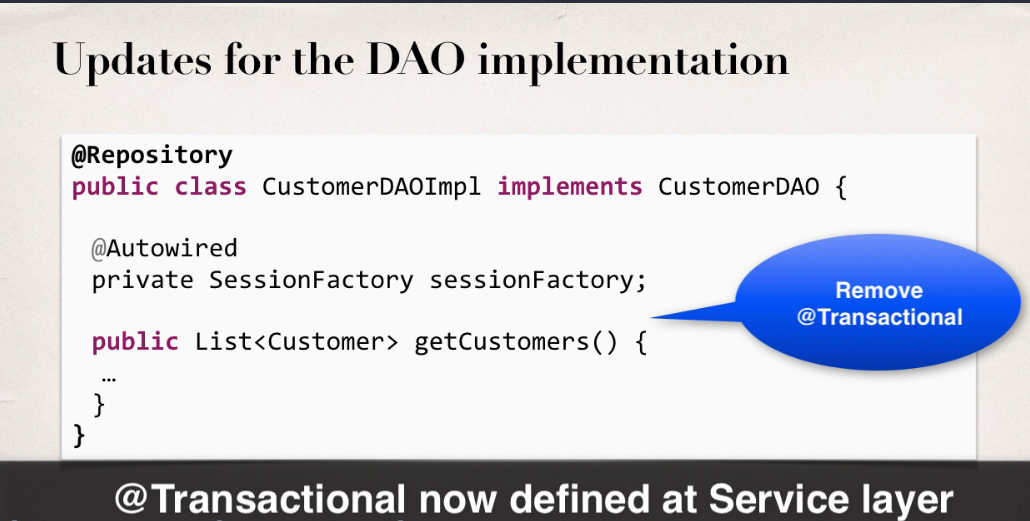 Updates for the DAO implementation
@Repository
public class CustomerDAOImpl implements CustomerDAO {
@Autowired
private SessionFactory sessionFactory;
public List<Customer> getCustomers() {
…
}
}
Remove
@Transactional
@Transactional now defined at Service layer